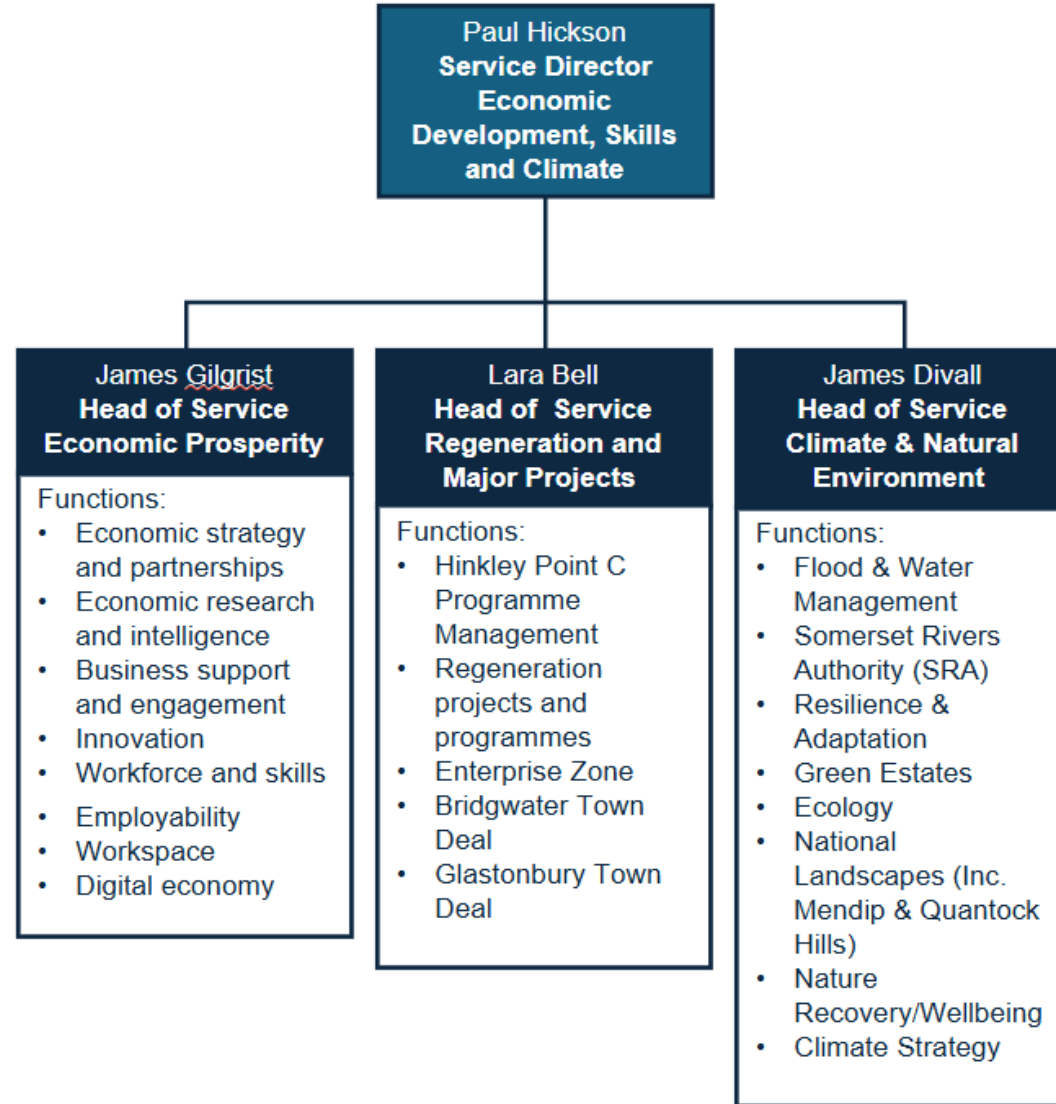 Paul Hickson
Service Director
Economic
Development, Skills
and Climate
James Gilgrist
Head of Service
Economic Prosperity
Functions:
• Economic strategy
and partnerships
• Economic research
and intelligence
• Business support
and engagement
• Innovation
• Workforce and skills
• Employability
• Workspace
• Digital economy
Lara Bell
Head of  Service
Regeneration and
Major Projects
Functions:
• Hinkley Point C
Programme
Management
• Regeneration
projects and
programmes
• Enterprise Zone
• Bridgwater Town
Deal
• Glastonbury Town
Deal
James Divall
Head of Service
Climate & Natural
Environment
Functions:
• Flood & Water
Management
• Somerset Rivers
Authority (SRA)
• Resilience &
Adaptation
• Green Estates
• Ecology
• National
Landscapes (Inc.
Mendip & Quantock
Hills)
• Nature
Recovery/Wellbeing
• Climate Strategy